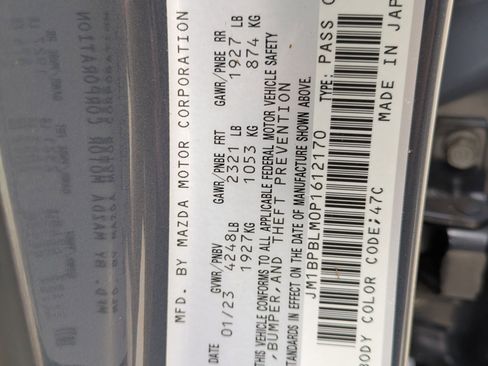 MFD. BY MAZDA MOTOR CORPORATION
DATE GVWR/PNBV GAWR/PNBE FRT GAWR/PNBE RR
01/23 4248LB 2321 LB 1927 LB
1927KG 1053 KG 874 KG
THIS VEHICLE CONFORMS TO ALL APPLICABLE FEDERAL MOTOR VEHICLE SAFETY
,BUMPER, AND THEFT PREVENTION
STANDARDS IN EFFECT ON THE DATE OF MANUFACTURE SHOWN ABOVE.
JM1BPBLM0P1612170 TYPE: PASS
BODY COLOR CODE:47C MADE IN JAP